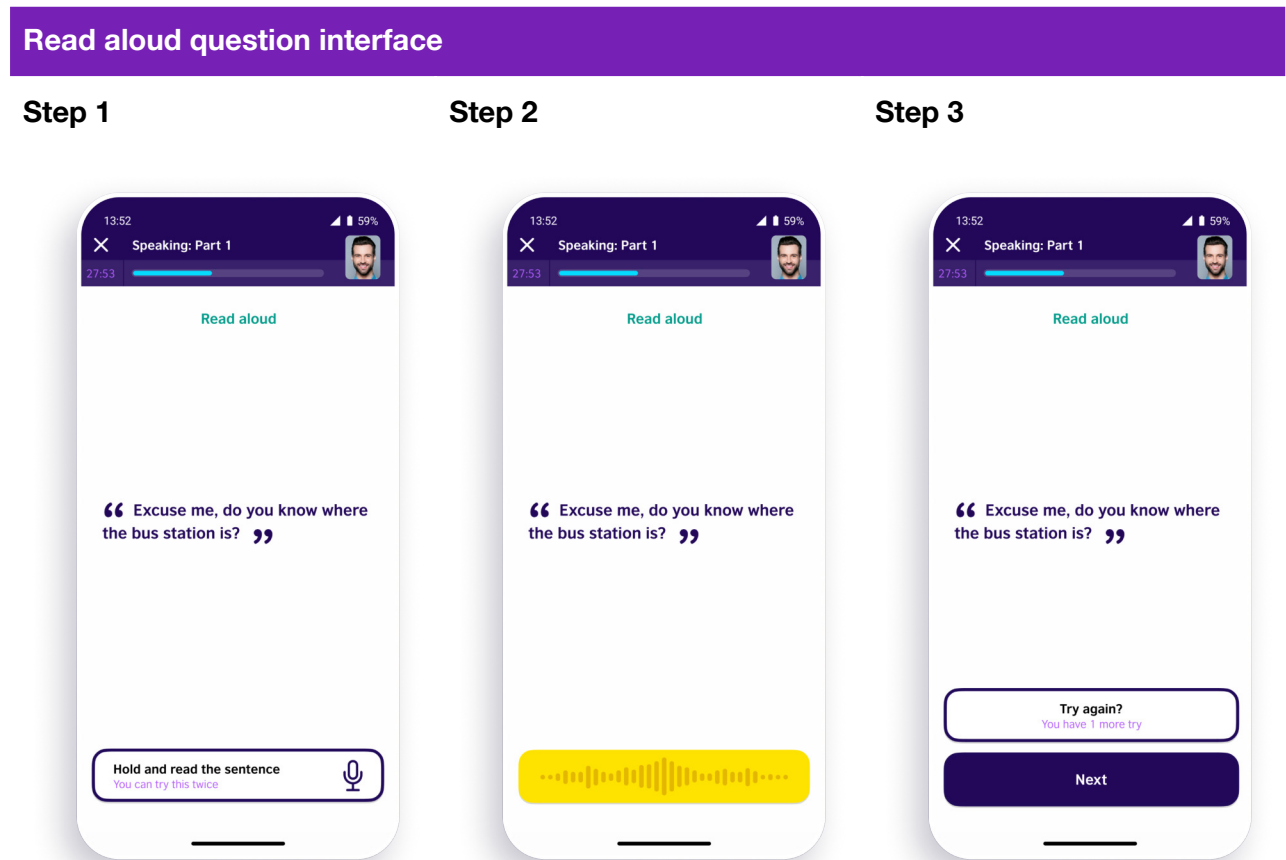 Read aloud question interface
Step 1
13:52
59%
Speaking: Part 1
27:53
Read aloud
“ Excuse me, do you know where
the bus station is? ”
Hold and read the sentence
You can try this twice
Step 2
13:52
59%
Speaking: Part 1
27:53
Read aloud
“ Excuse me, do you know where
the bus station is? ”
Step 3
13:52
59%
Speaking: Part 1
27:53
Read aloud
“ Excuse me, do you know where
the bus station is? ”
Try again?
You have 1 more try
Next